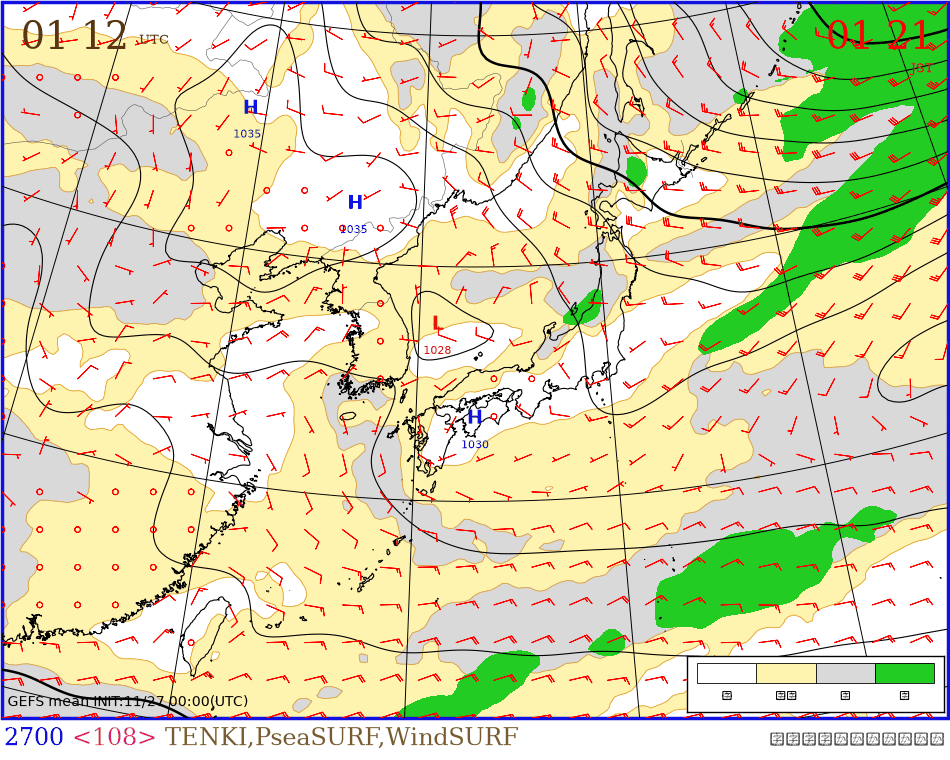 01 12 UTC
01 21
JST
H
1035
H
1035
L
1028
H
1030
GEFS mean INIT:11/27 00:00(UTC)
2700 <108> TENKI,PseaSURF,WindSURF